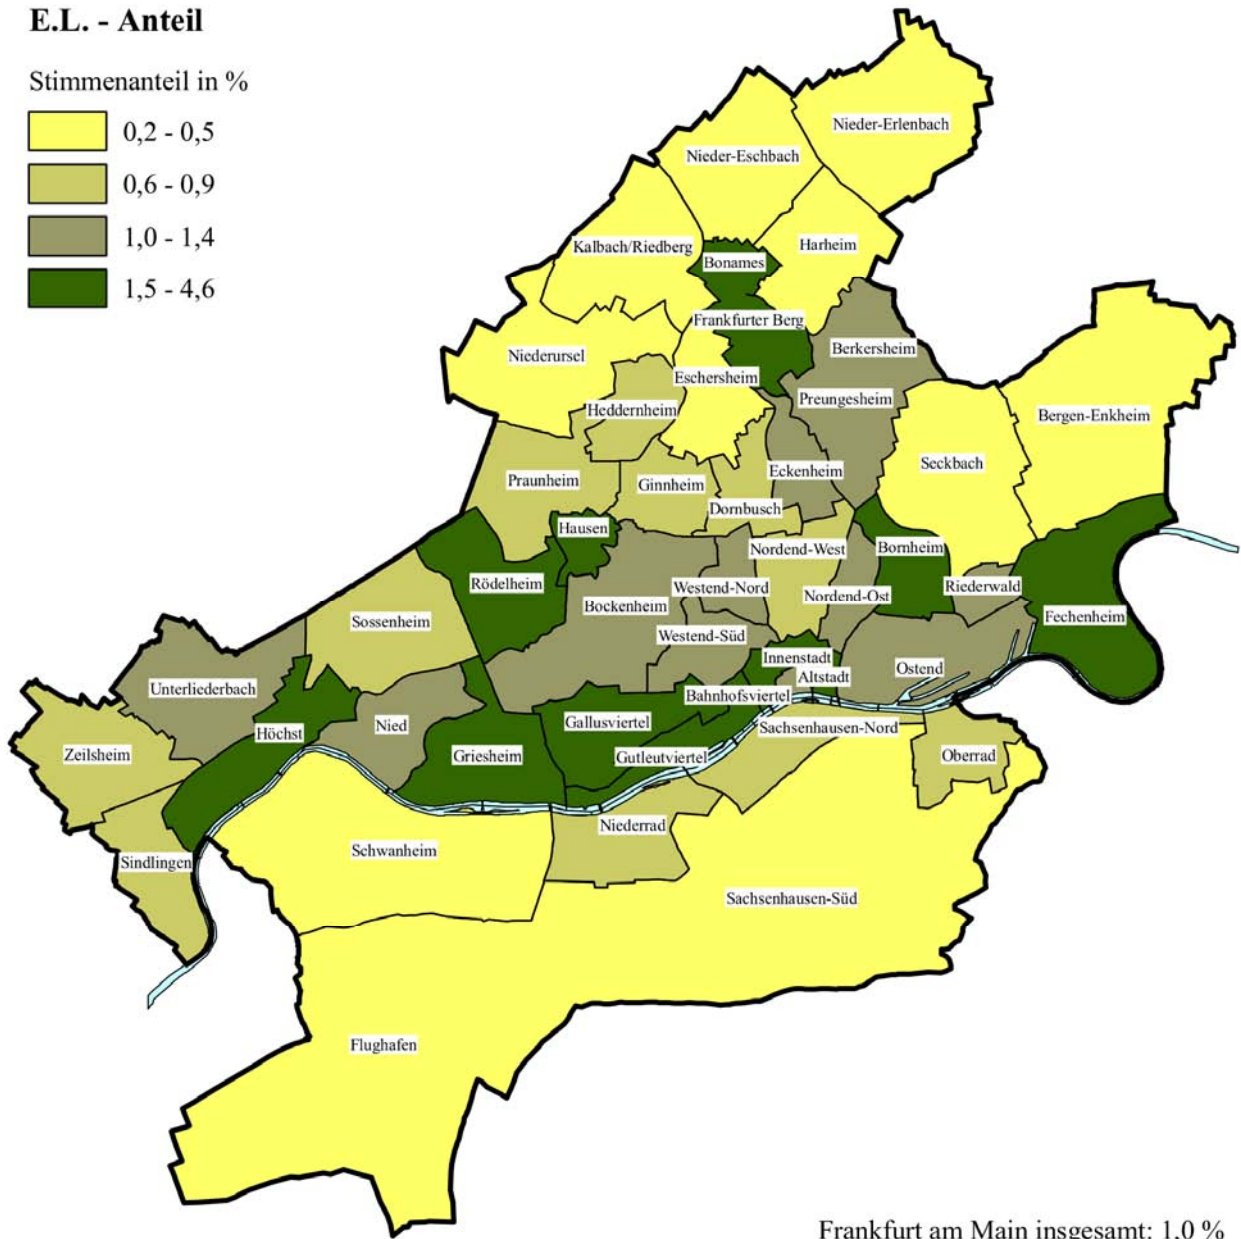 E.L. - Anteil
Stimmenanteil in %
0,2 - 0,5
0,6 - 0,9
1,0 - 1,4
1,5 - 4,6
Nieder-Erlenbach
Nieder-Eschbach
Kalbach/Riedberg
Harheim
Bonames
Frankfurter Berg
Berkersheim
Niederursel
Eschersheim
Preungesheim
Heddernheim
Bergen-Enkheim
Seckbach
Eckenheim
Praunheim
Ginnheim
Dornbusch
Hausen
Nordend-West
Bornheim
Rödelheim
Westend-Nord
Riederwald
Nordend-Ost
Bockenheim
Fechenheim
Sossenheim
Westend-Süd
Innenstadt
Ostend
Altstadt
Unterliederbach
Bahnhofsviertel
Gallusviertel
Nied
Sachsenhausen-Nord
Höchst
Zeilsheim
Griesheim
Gutleutviertel
Oberrad
Niederrad
Schwanheim
Sindlingen
Sachsenhausen-Süd
Flughafen
Frankfurt am Main insgesamt: 1,0 %